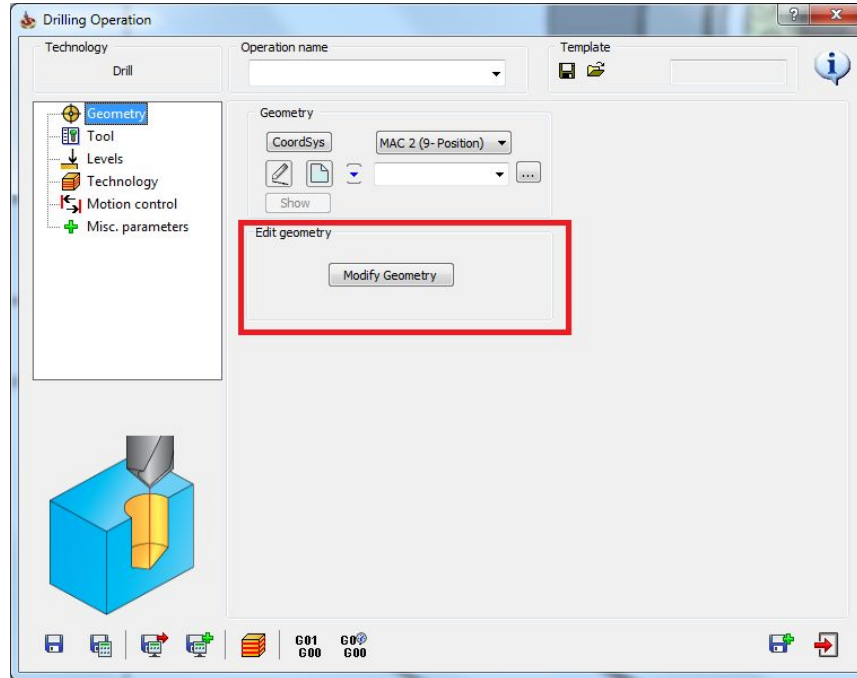 Drilling Operation
Technology
Drill
Operation name
Template
Geometry
Tool
Levels
Technology
Motion control
Misc. parameters
Geometry
CoordSys
MAC 2 (9- Position)
...
Show
Edit geometry
Modify Geometry
G01
G00
G0
G00